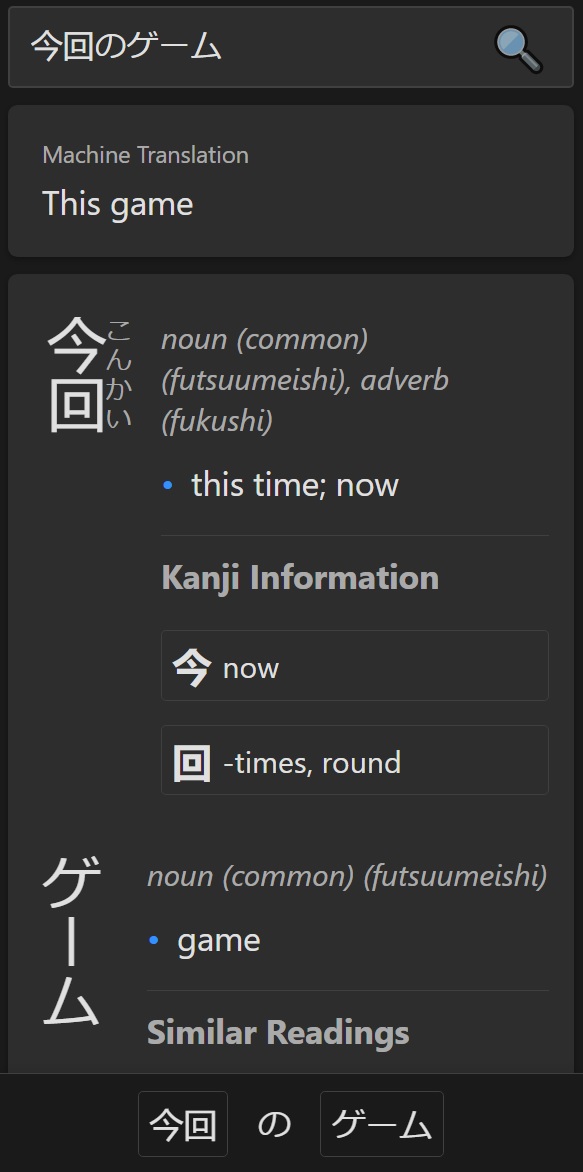 今回のゲーム
Machine Translation
This game
今回
こんかい
noun (common)
(futsuumeishi), adverb
(fukushi)
• this time; now
Kanji Information
今 now
回 -times, round
ゲーム
noun (common) (futsuumeishi)
• game
Similar Readings
今回 の ゲーム